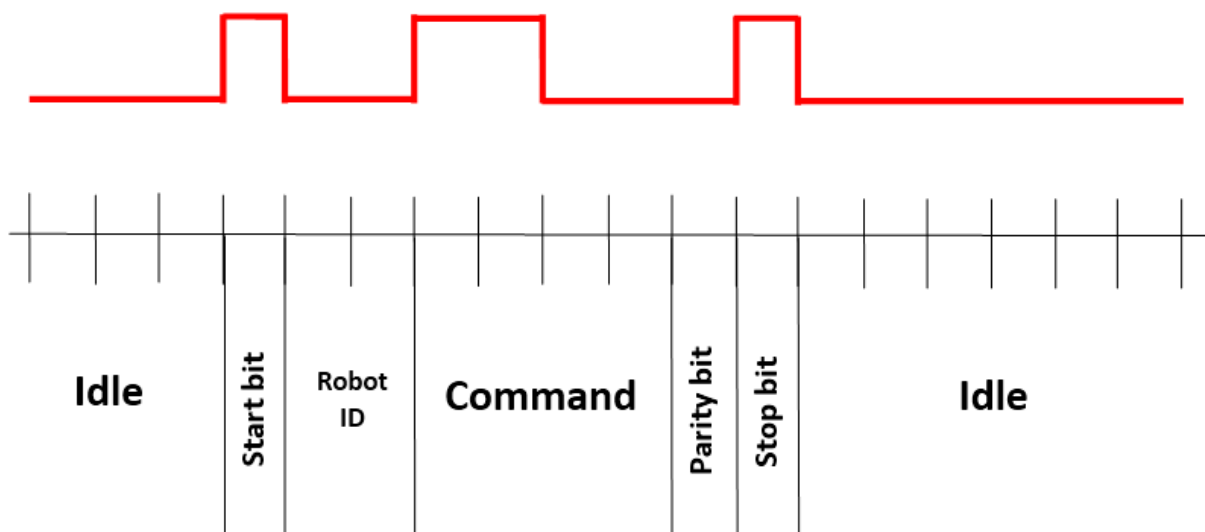 Idle
Start bit
Robot
ID
Command
Parity bit
Stop bit
Idle